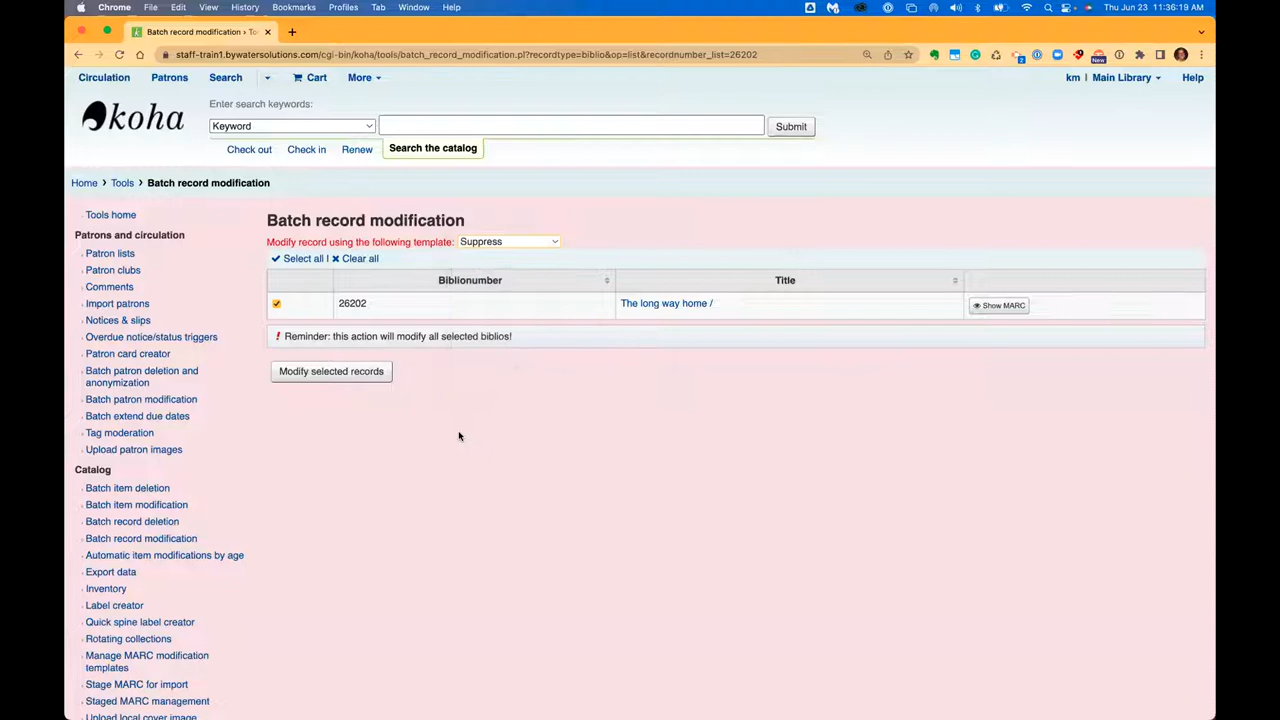 Chrome File Edit View History Bookmarks Profiles Tab Window Help Thu Jun 23 11:36:19 AM
Batch record modification › To
staff-train1.bywatersolutions.com/cgi-bin/koha/tools/batch_record_modification.pl?recordtype=biblio&op=list&recordnumber_list=26202
New
Circulation Patrons Search Cart More km | Main Library Help
koha
Enter search keywords:
Keyword Submit
Check out Check in Renew Search the catalog
Home › Tools › Batch record modification
Tools home
Patrons and circulation
Patron lists
Patron clubs
Comments
Import patrons
Notices & slips
Overdue notice/status triggers
Patron card creator
Batch patron deletion and
anonymization
Batch patron modification
Batch extend due dates
Tag moderation
Upload patron images
Catalog
Batch item deletion
Batch item modification
Batch record deletion
Batch record modification
Automatic item modifications by age
Export data
Inventory
Label creator
Quick spine label creator
Rotating collections
Manage MARC modification
templates
Stage MARC for import
Staged MARC management
Upload local cover image
Batch record modification
Modify record using the following template: Suppress
Select all | Clear all
Biblionumber Title
26202 The long way home / Show MARC
! Reminder: this action will modify all selected biblios!
Modify selected records